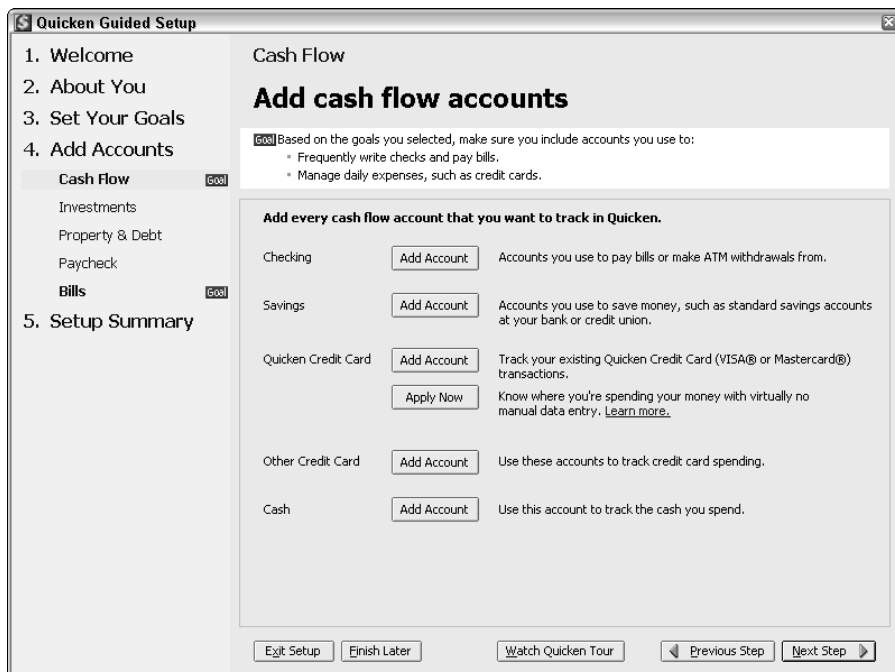 Quicken Guided Setup
1. Welcome
2. About You
3. Set Your Goals
4. Add Accounts
Cash Flow Goal
Investments
Property & Debt
Paycheck
Bills Goal
5. Setup Summary
Cash Flow
Add cash flow accounts
Goal Based on the goals you selected, make sure you include accounts you use to:
▫ Frequently write checks and pay bills.
▫ Manage daily expenses, such as credit cards.
Add every cash flow account that you want to track in Quicken.
Checking Add Account Accounts you use to pay bills or make ATM withdrawals from.
Savings Add Account Accounts you use to save money, such as standard savings accounts
at your bank or credit union.
Quicken Credit Card Add Account Track your existing Quicken Credit Card (VISA® or Mastercard®)
transactions.
Apply Now Know where you're spending your money with virtually no
manual data entry. Learn more.
Other Credit Card Add Account Use these accounts to track credit card spending.
Cash Add Account Use this account to track the cash you spend.
Exit Setup Finish Later Watch Quicken Tour Previous Step Next Step